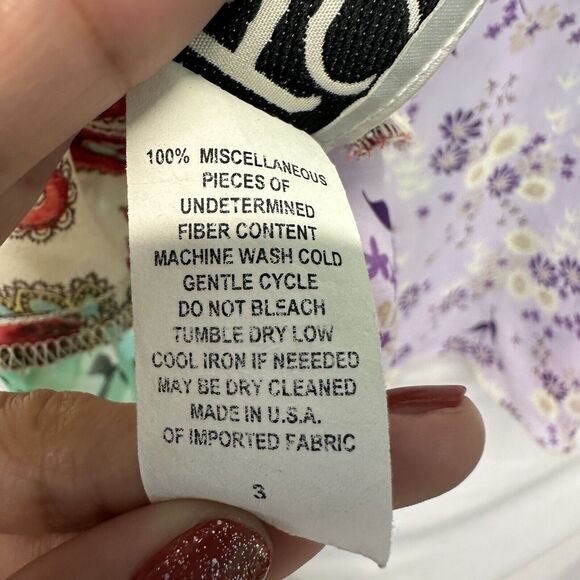 100% MISCELLANEOUS
PIECES OF
UNDETERMINED
FIBER CONTENT
MACHINE WASH COLD
GENTLE CYCLE
DO NOT BLEACH
TUMBLE DRY LOW
COOL IRON IF NEEEDED
MAY BE DRY CLEANED
MADE IN U.S.A.
OF IMPORTED FABRIC
3